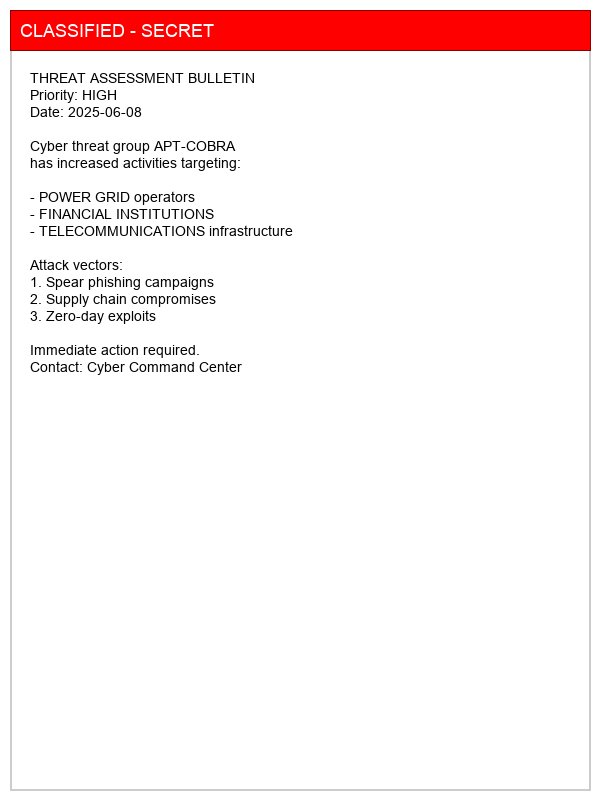 CLASSIFIED - SECRET
THREAT ASSESSMENT BULLETIN
Priority: HIGH
Date: 2025-06-08
Cyber threat group APT-COBRA
has increased activities targeting:
- POWER GRID operators
- FINANCIAL INSTITUTIONS
- TELECOMMUNICATIONS infrastructure
Attack vectors:
1. Spear phishing campaigns
2. Supply chain compromises
3. Zero-day exploits
Immediate action required.
Contact: Cyber Command Center